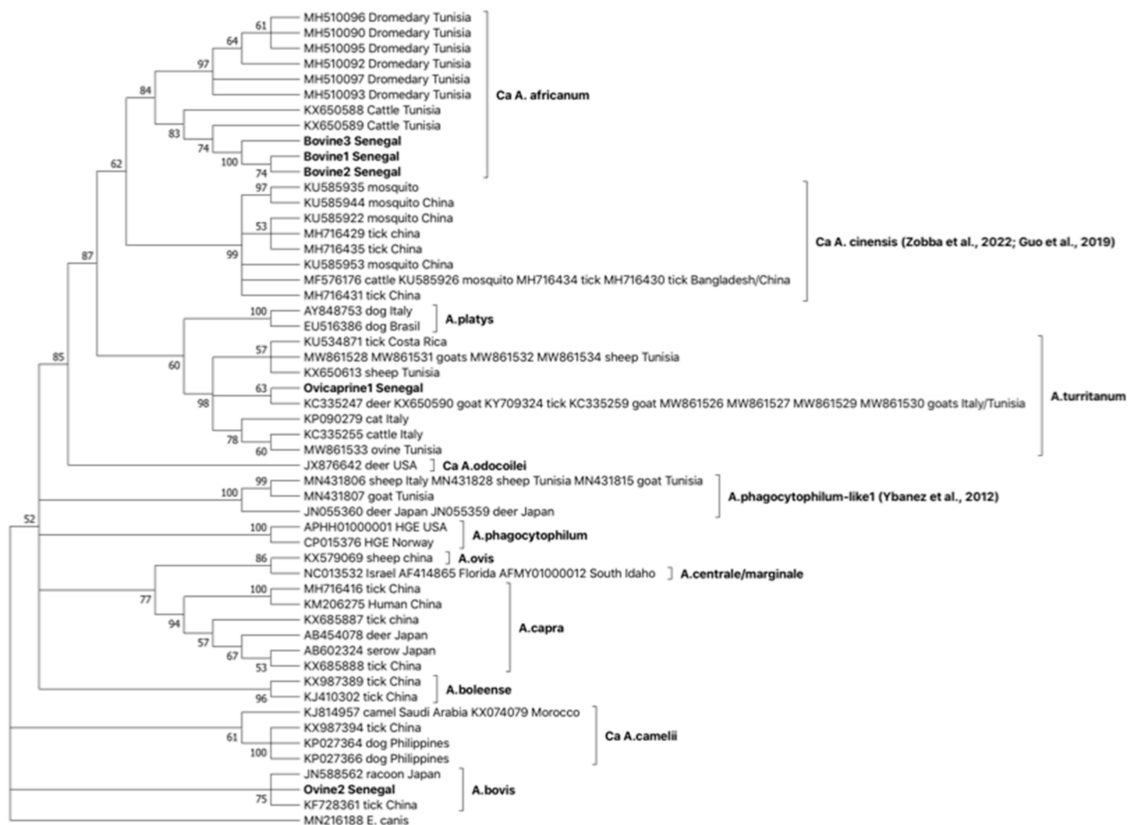 MH510096 Dromedary Tunisia
61
MH510090 Dromedary Tunisia
64
MH510095 Dromedary Tunisia
MH510092 Dromedary Tunisia
97
MH510097 Dromedary Tunisia
84
MH510093 Dromedary Tunisia
Ca A. africanum
KX650588 Cattle Tunisia
83
KX650589 Cattle Tunisia
74
Bovine3 Senegal
100
Bovine1 Senegal
62
74
Bovine2 Senegal
97
KU585935 mosquito
KU585944 mosquito China
KU585922 mosquito China
53
MH716429 tick china
MH716435 tick China
Ca A. cinensis (Zobba et al., 2022; Guo et al., 2019)
99
87
KU585953 mosquito China
MF576176 cattle KU585926 mosquito MH716434 tick MH716430 tick Bangladesh/China
MH716431 tick China
100
AY848753 dog Italy
A.platys
EU516386 dog Brasil
KU534871 tick Costa Rica
57
85
MW861528 MW861531 goats MW861532 MW861534 sheep Tunisia
60
KX650613 sheep Tunisia
63
Ovicaprine1 Senegal
A.turritanum
98
KC335247 deer KX650590 goat KY709324 tick KC335259 goat MW861526 MW861527 MW861529 MW861530 goats Italy/Tunisia
KP090279 cat Italy
78
KC335255 cattle Italy
60
MW861533 ovine Tunisia
JX876642 deer USA
Ca A.odocoilei
99
MN431806 sheep Italy MN431828 sheep Tunisia MN431815 goat Tunisia
100
MN431807 goat Tunisia
A.phagocytophilum-like1 (Ybanez et al., 2012)
JN055360 deer Japan JN055359 deer Japan
52
100
APHH01000001 HGE USA
A.phagocytophilum
CP015376 HGE Norway
86
KX579069 sheep china
A.ovis
NC013532 Israel AF414865 Florida AFMY01000012 South Idaho
A.centrale/marginale
77
100
MH716416 tick China
KM206275 Human China
94
KX685887 tick china
A.capra
57
AB454078 deer Japan
67
AB602324 serow Japan
53
KX685888 tick China
KX987389 tick China
A.boleense
96
KJ410302 tick China
KJ814957 camel Saudi Arabia KX074079 Morocco
61
KX987394 tick China
Ca A.camelii
KP027364 dog Philippines
100
KP027366 dog Philippines
JN588562 racoon Japan
Ovine2 Senegal
A.bovis
75
KF728361 tick China
MN216188 E. canis